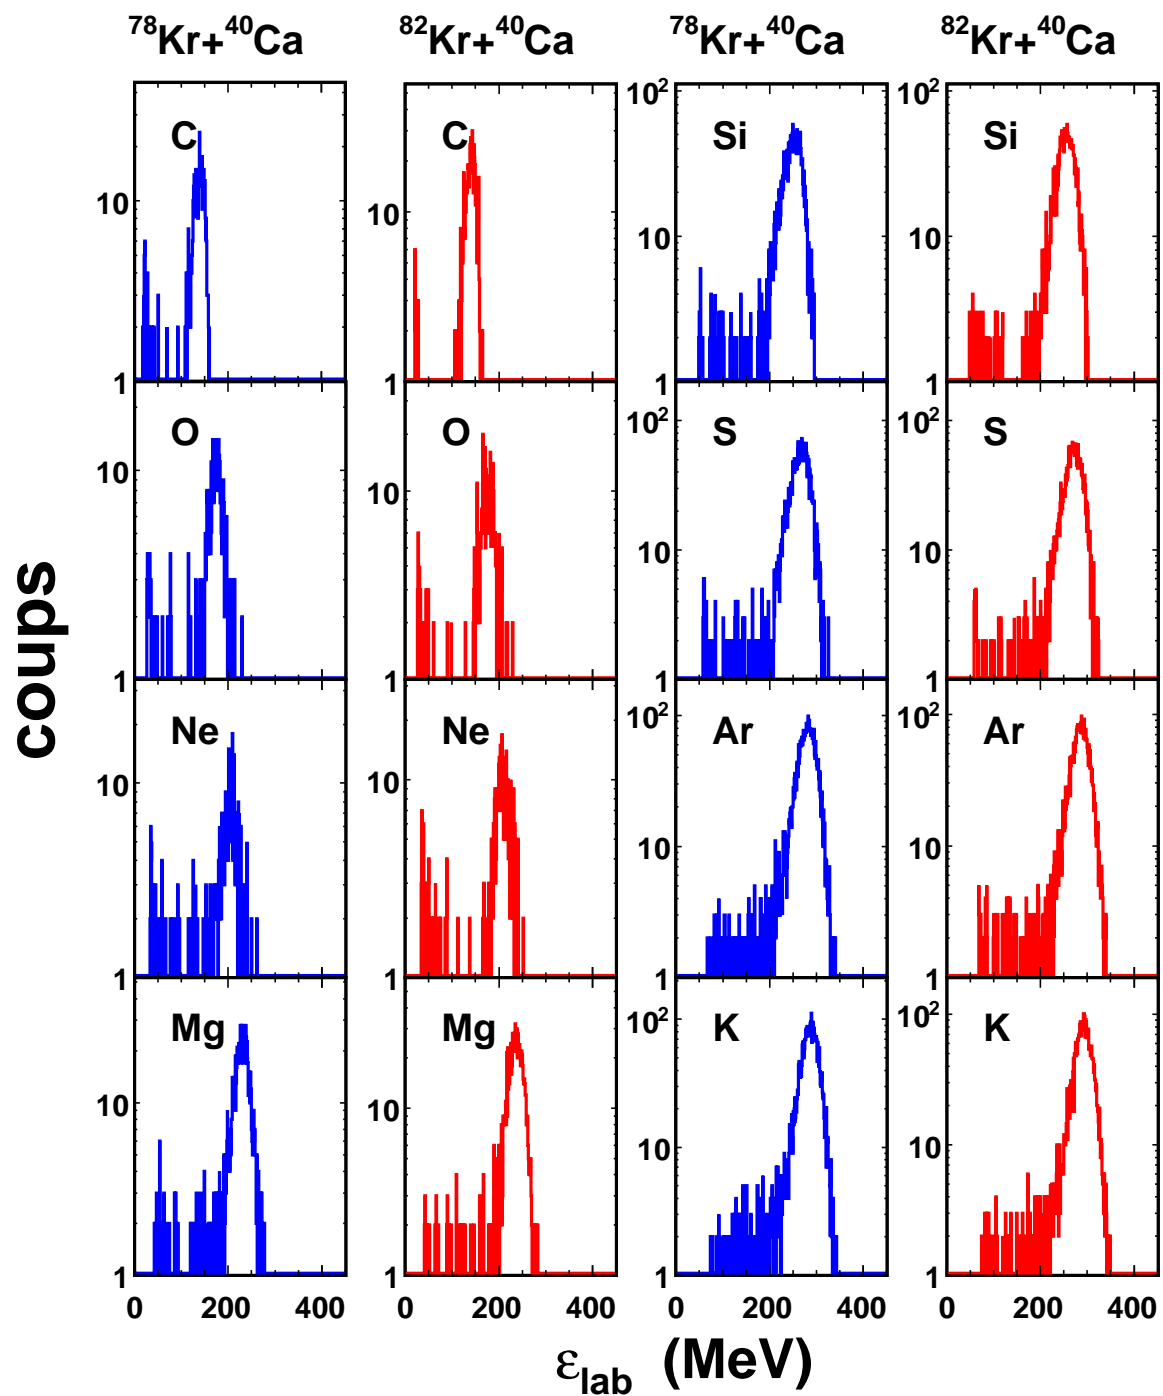 ⁷⁸Kr+⁴⁰Ca ⁸²Kr+⁴⁰Ca ⁷⁸Kr+⁴⁰Ca ⁸²Kr+⁴⁰Ca
10² 10²
C C Si Si
10 10 10 10
1 1 1 1
10² 10²
O O S S
10 10 10 10
1 1 1 1
10² 10²
Ne Ne Ar Ar
10 10 10 10
1 1 1 1
10² 10²
Mg Mg K K
10 10 10 10
1 1 1 1
0 200 400 0 200 400 0 200 400 0 200 400
coups
εlab (MeV)